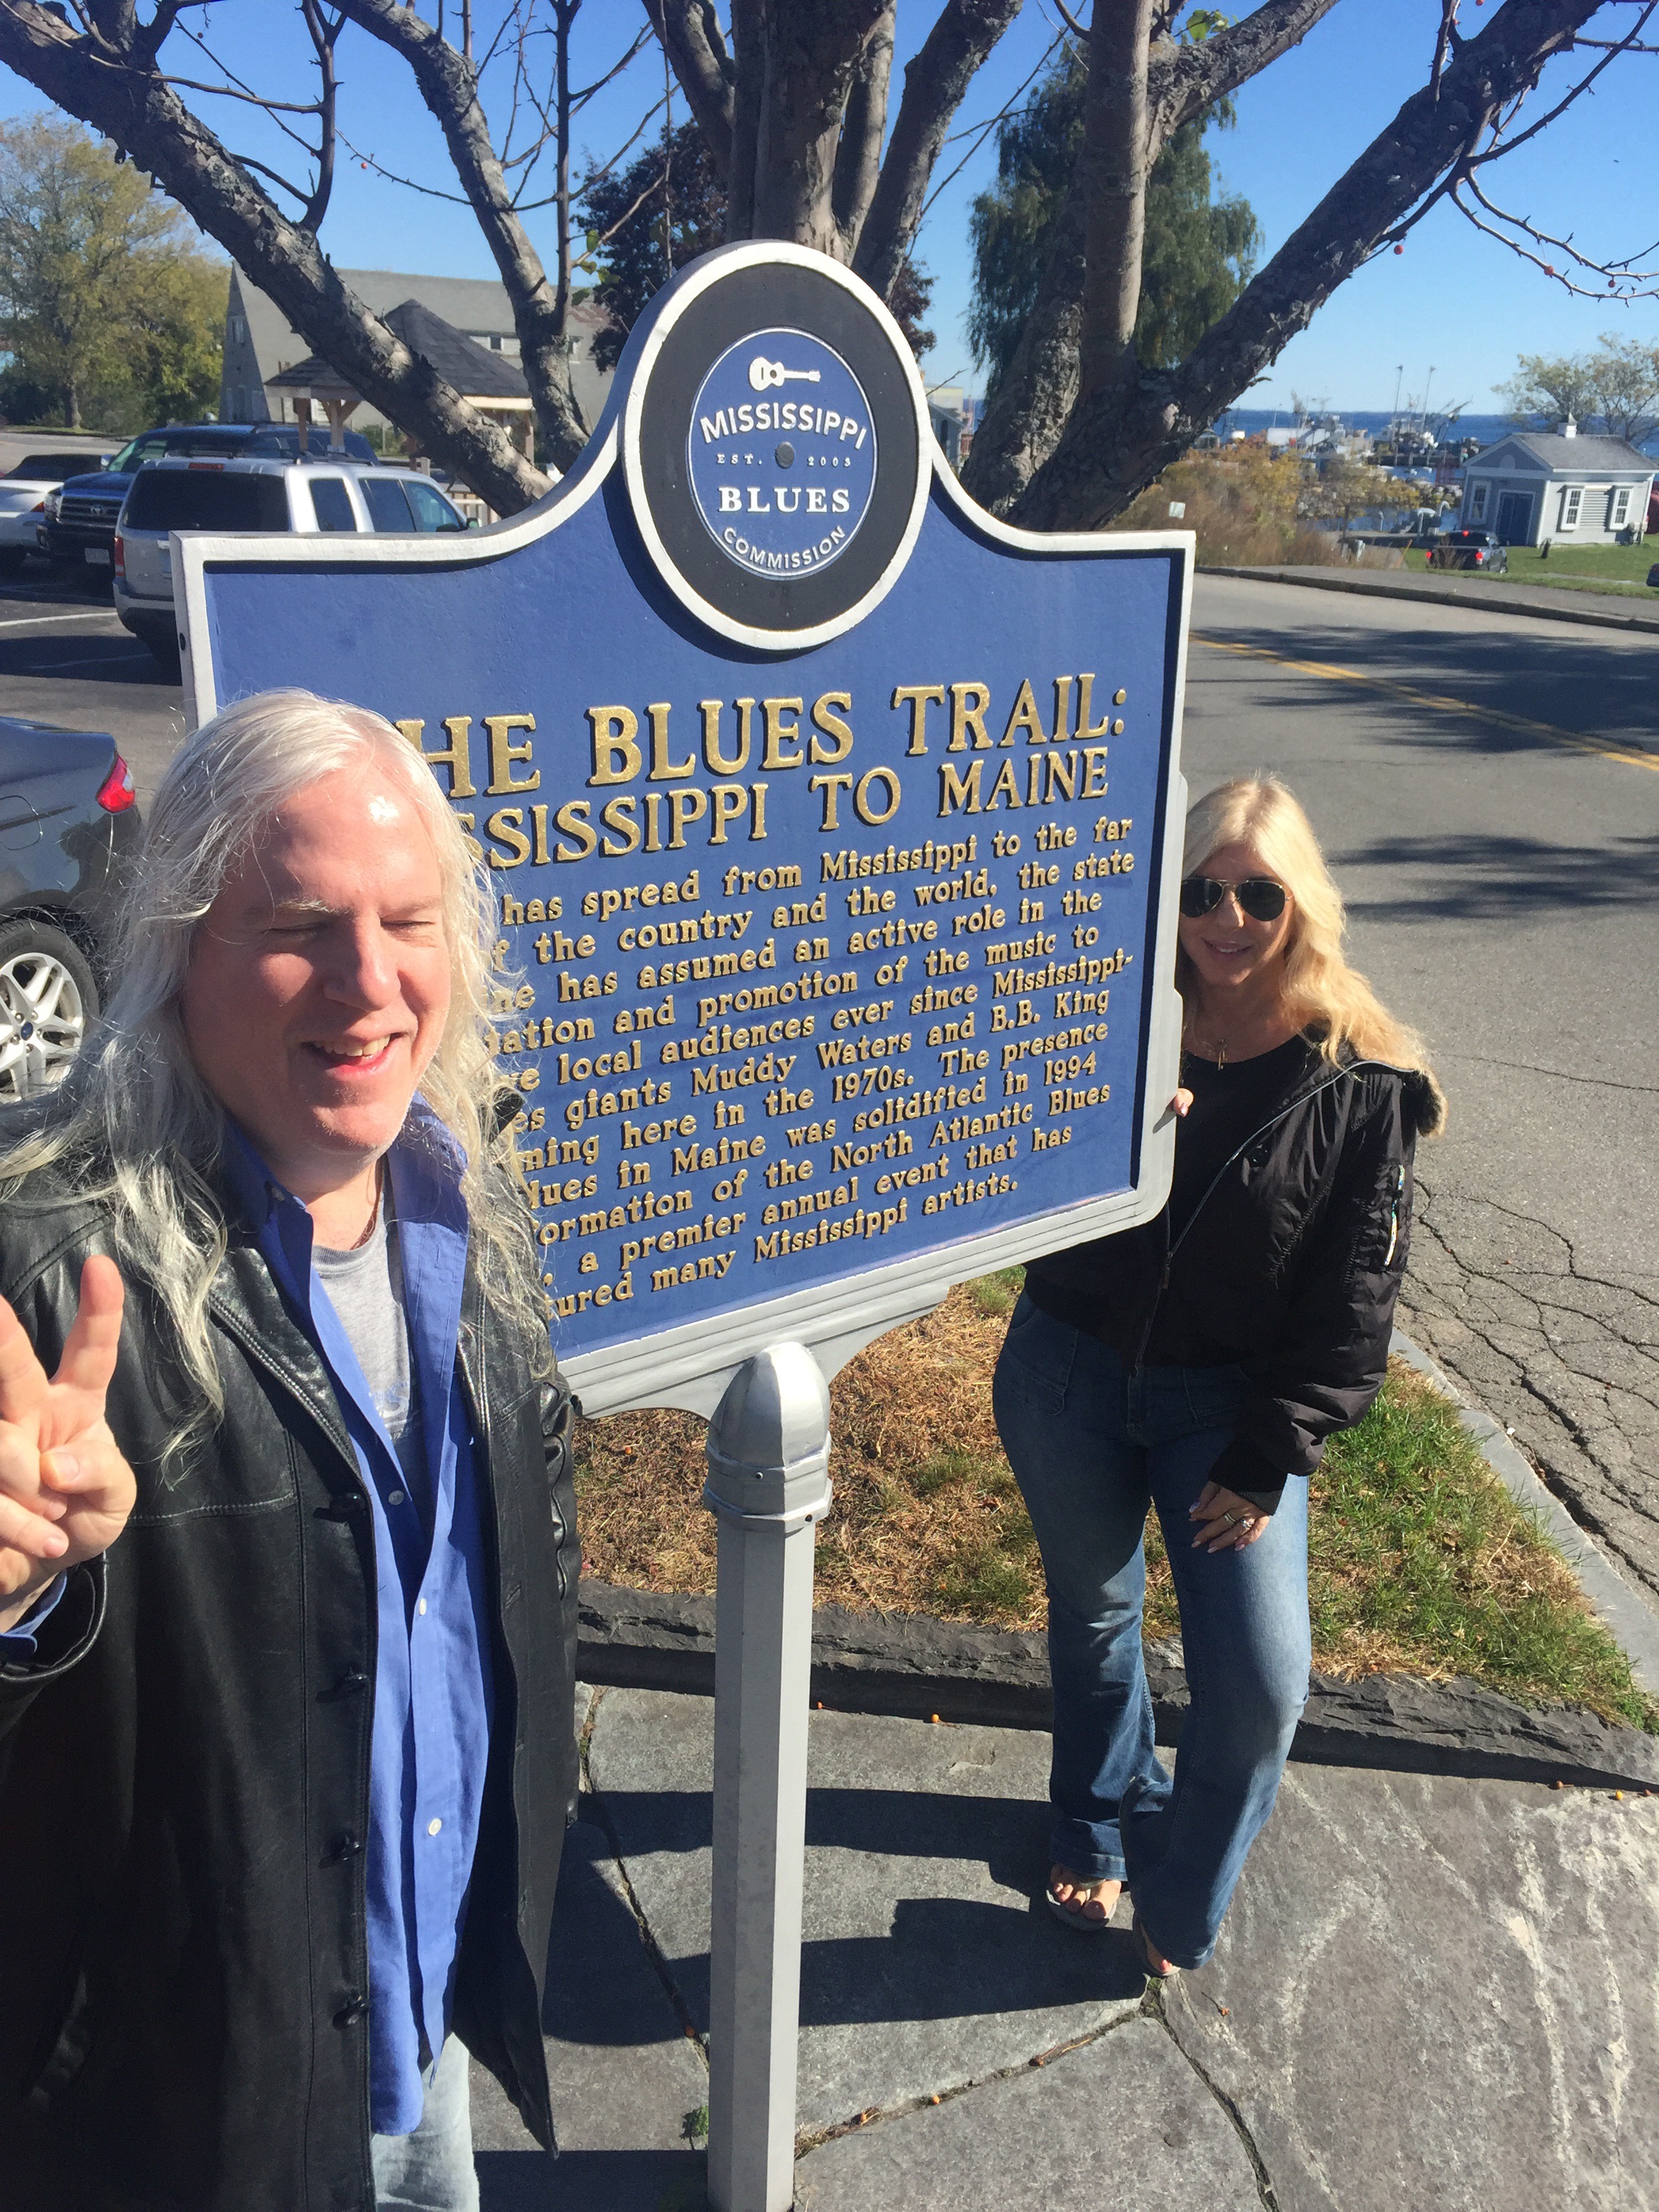 MISSISSIPPI
EST. 2003
BLUES
COMMISSION
HE BLUES TRAIL:
SSISSIPPI TO MAINE
has spread from Mississippi to the far
f the country and the world, the state
ne has assumed an active role in the
ation and promotion of the music to
e local audiences ever since Mississippi-
es giants Muddy Waters and B.B. King
ming here in the 1970s. The presence
lues in Maine was solidified in 1994
ormation of the North Atlantic Blues
, a premier annual event that has
tured many Mississippi artists.